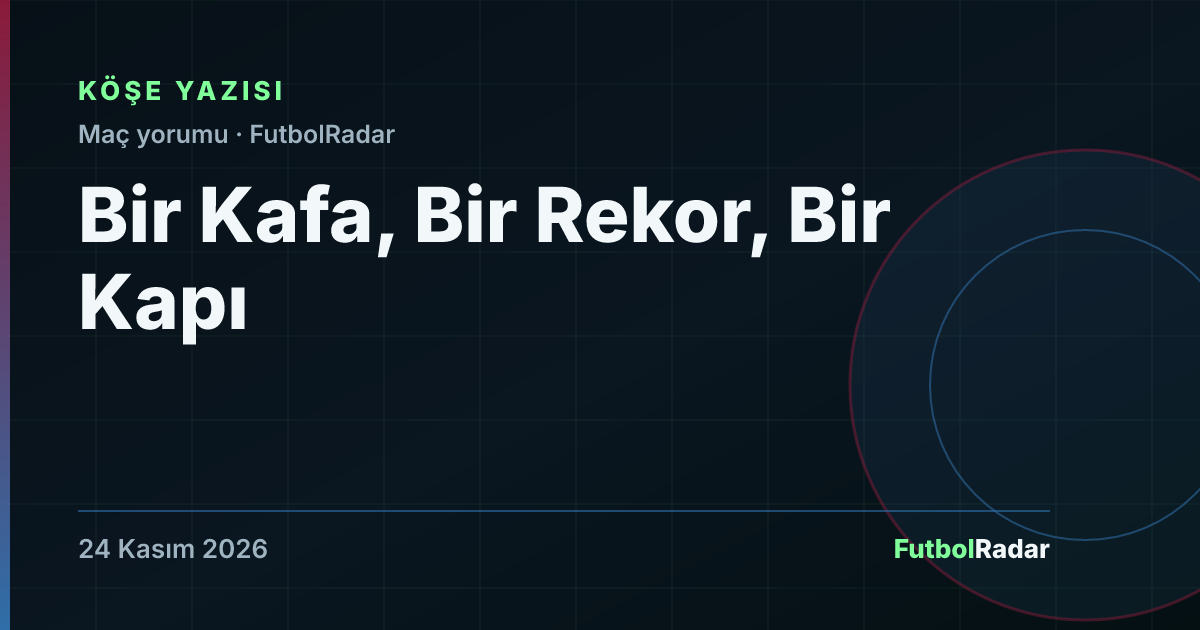 KÖŞE YAZISI
Maç yorumu · FutbolRadar
Bir Kafa, Bir Rekor, Bir
Kapı
24 Kasım 2026
FutbolRadar